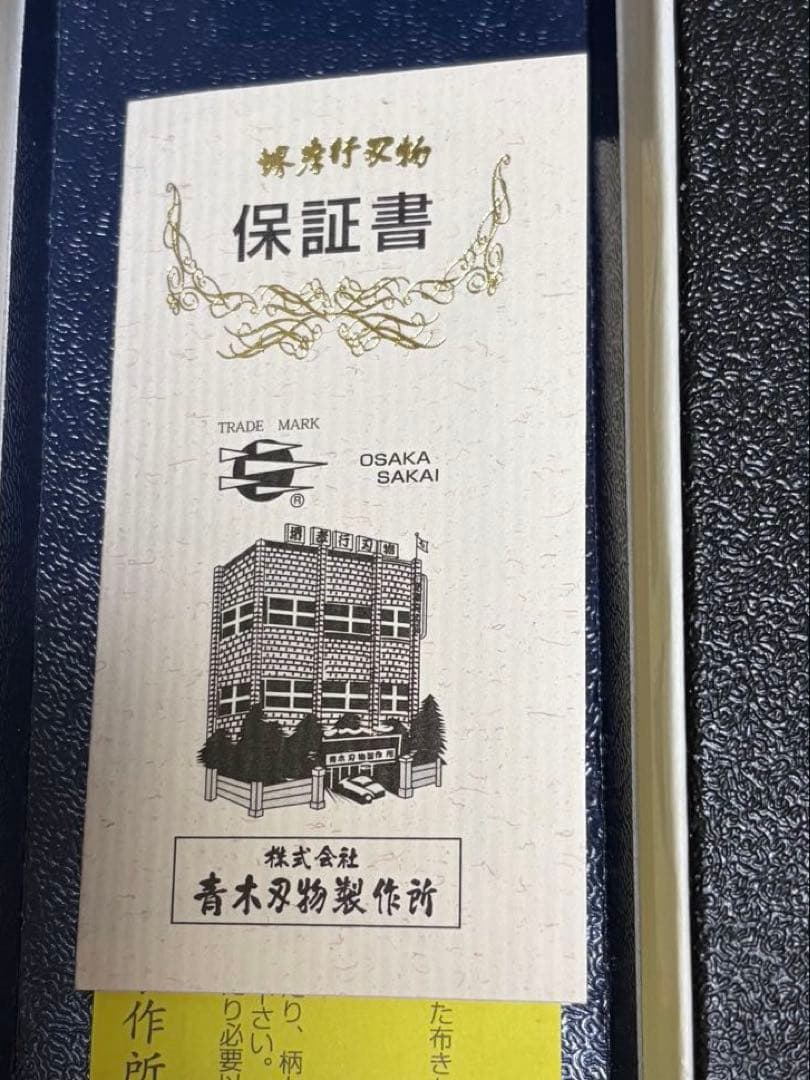 堺孝行刃物
保証書
TRADE MARK
®
OSAKA
SAKAI
堺孝行刃物
青木刃物製作所
株式会社
青木刃物製作所
作所
り必要以
さい。
り、柄
た布き